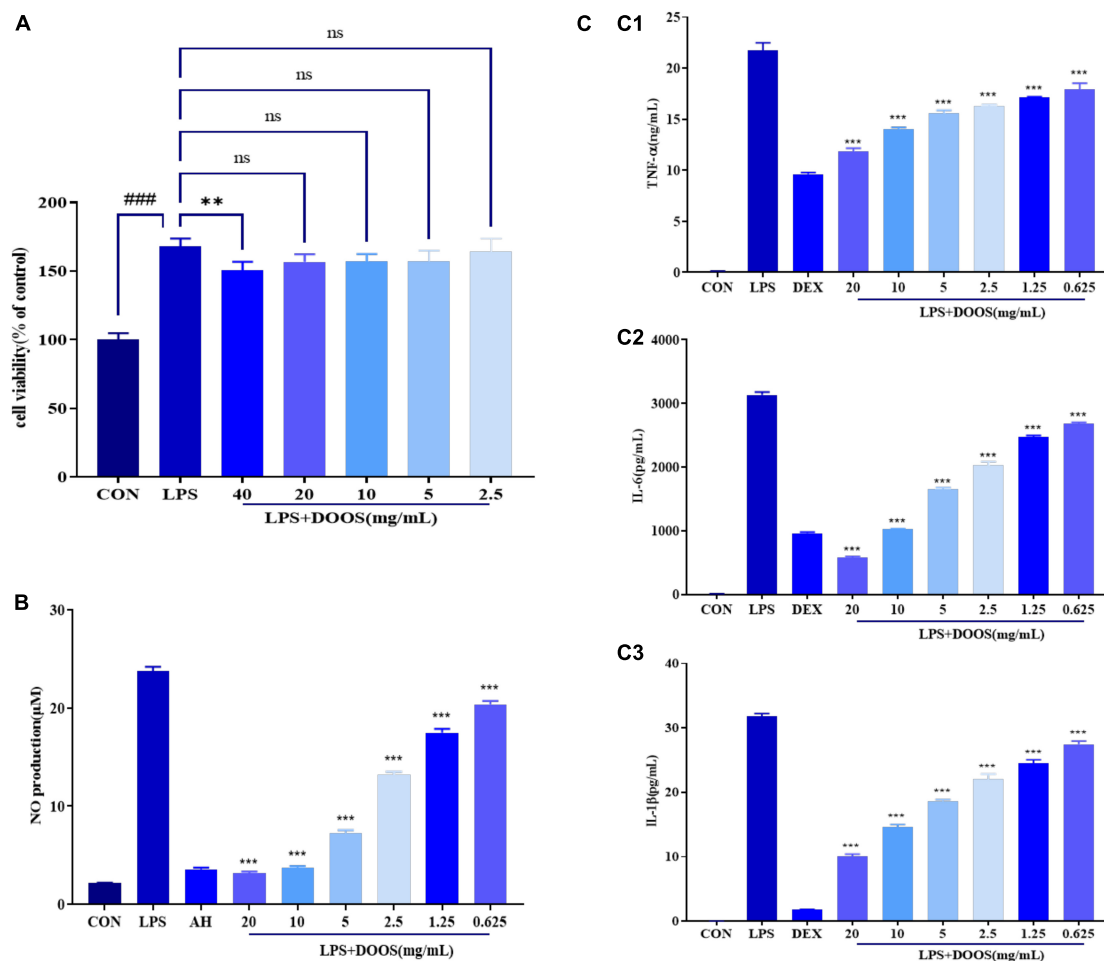 A
ns
ns
ns
ns
###
**
cell viability(% of control)
200
150
100
50
0
CON LPS 40 20 10 5 2.5
LPS+DOOS(mg/mL)
B
NO production(μM)
30
20
10
0
*** *** *** *** *** ***
CON LPS AH 20 10 5 2.5 1.25 0.625
LPS+DOOS(mg/mL)
C C1
TNF-α(ng/mL)
25
20
15
10
5
0
*** *** *** *** *** ***
CON LPS DEX 20 10 5 2.5 1.25 0.625
LPS+DOOS(mg/mL)
C2
IL-6(pg/mL)
4000
3000
2000
1000
0
*** *** *** *** *** ***
CON LPS DEX 20 10 5 2.5 1.25 0.625
LPS+DOOS(mg/mL)
C3
IL-1β(pg/mL)
40
30
20
10
0
*** *** *** *** *** ***
CON LPS DEX 20 10 5 2.5 1.25 0.625
LPS+DOOS(mg/mL)